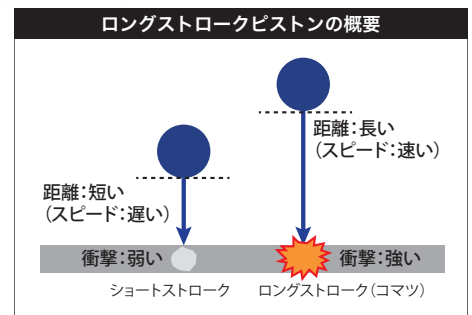 ロングストロークピストンの概要
距離：長い
（スピード：速い）
距離：短い
（スピード：遅い）
衝撃：弱い
衝撃：強い
ショートストローク
ロングストローク（コマツ）